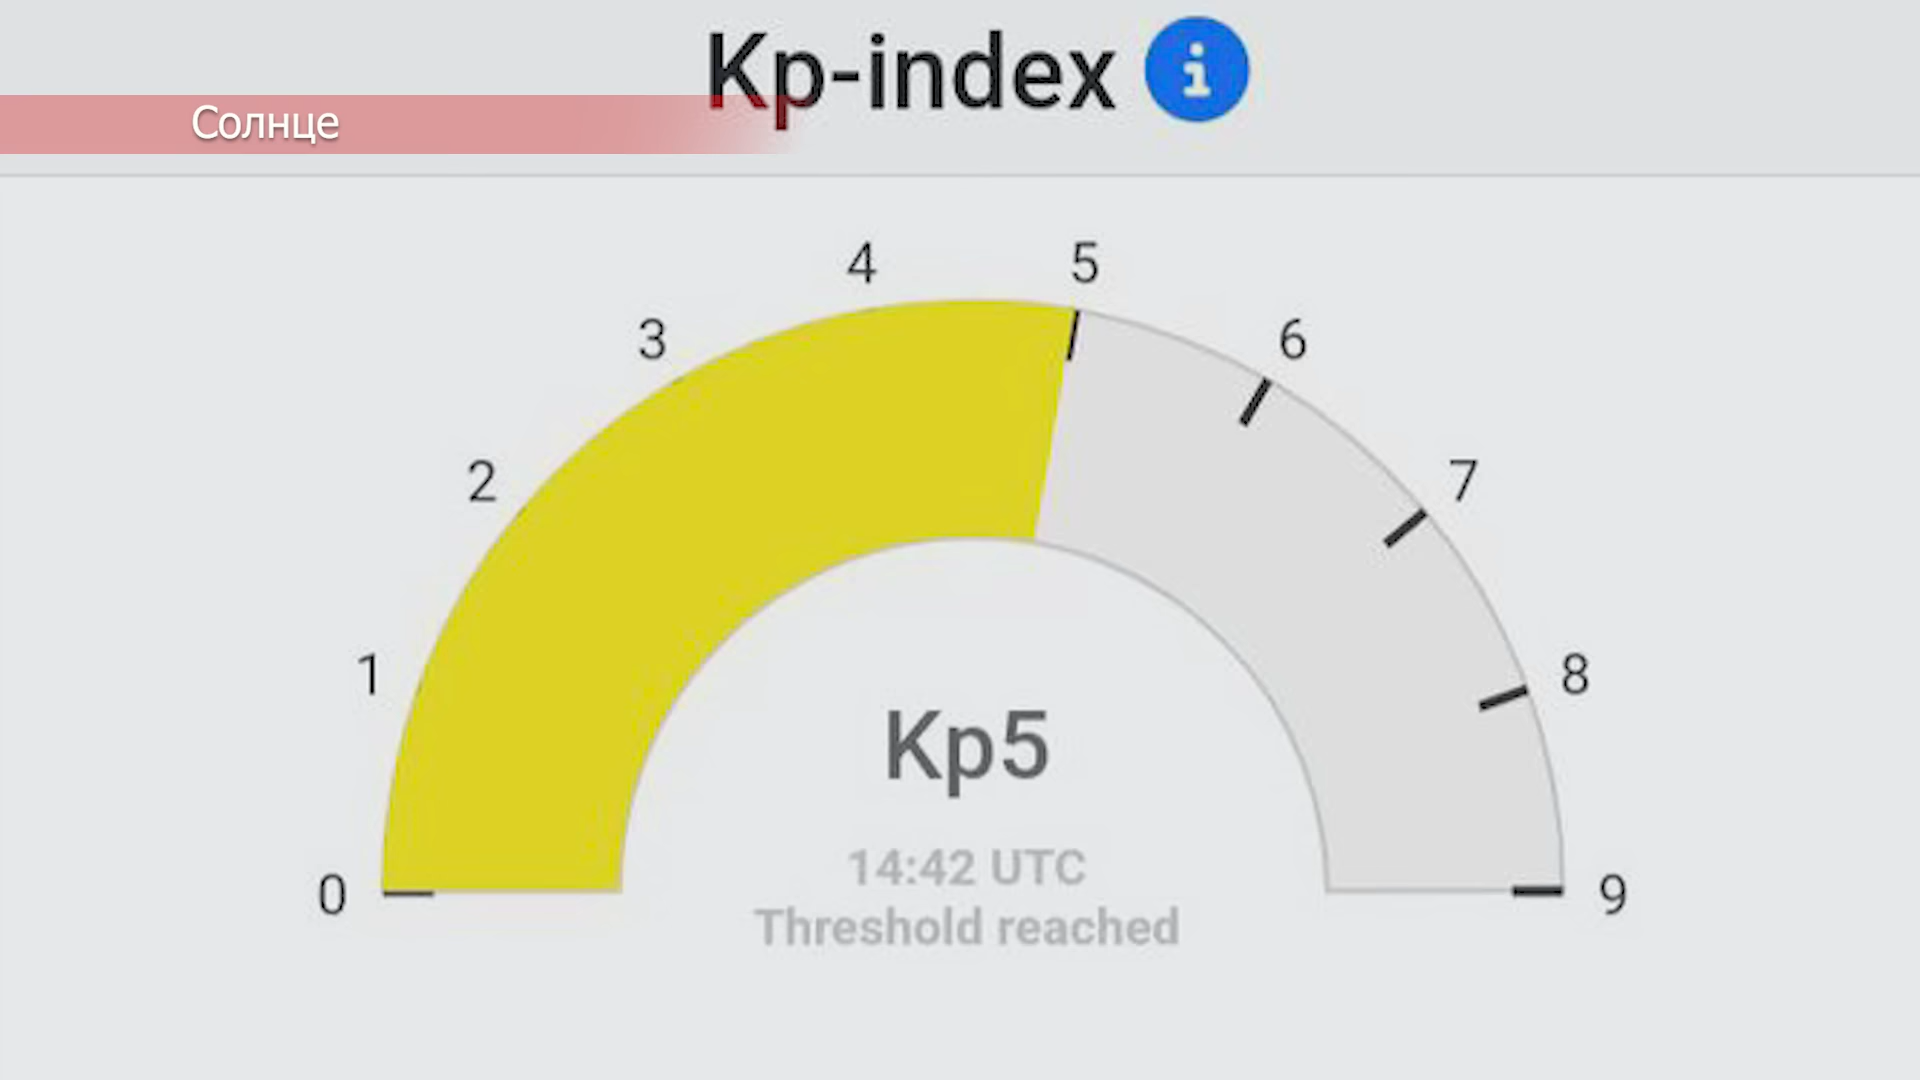 Kp-index i
Солнце
4 5
3 6
2 7
1 8
Kp5
14:42 UTC
0 9
Threshold reached